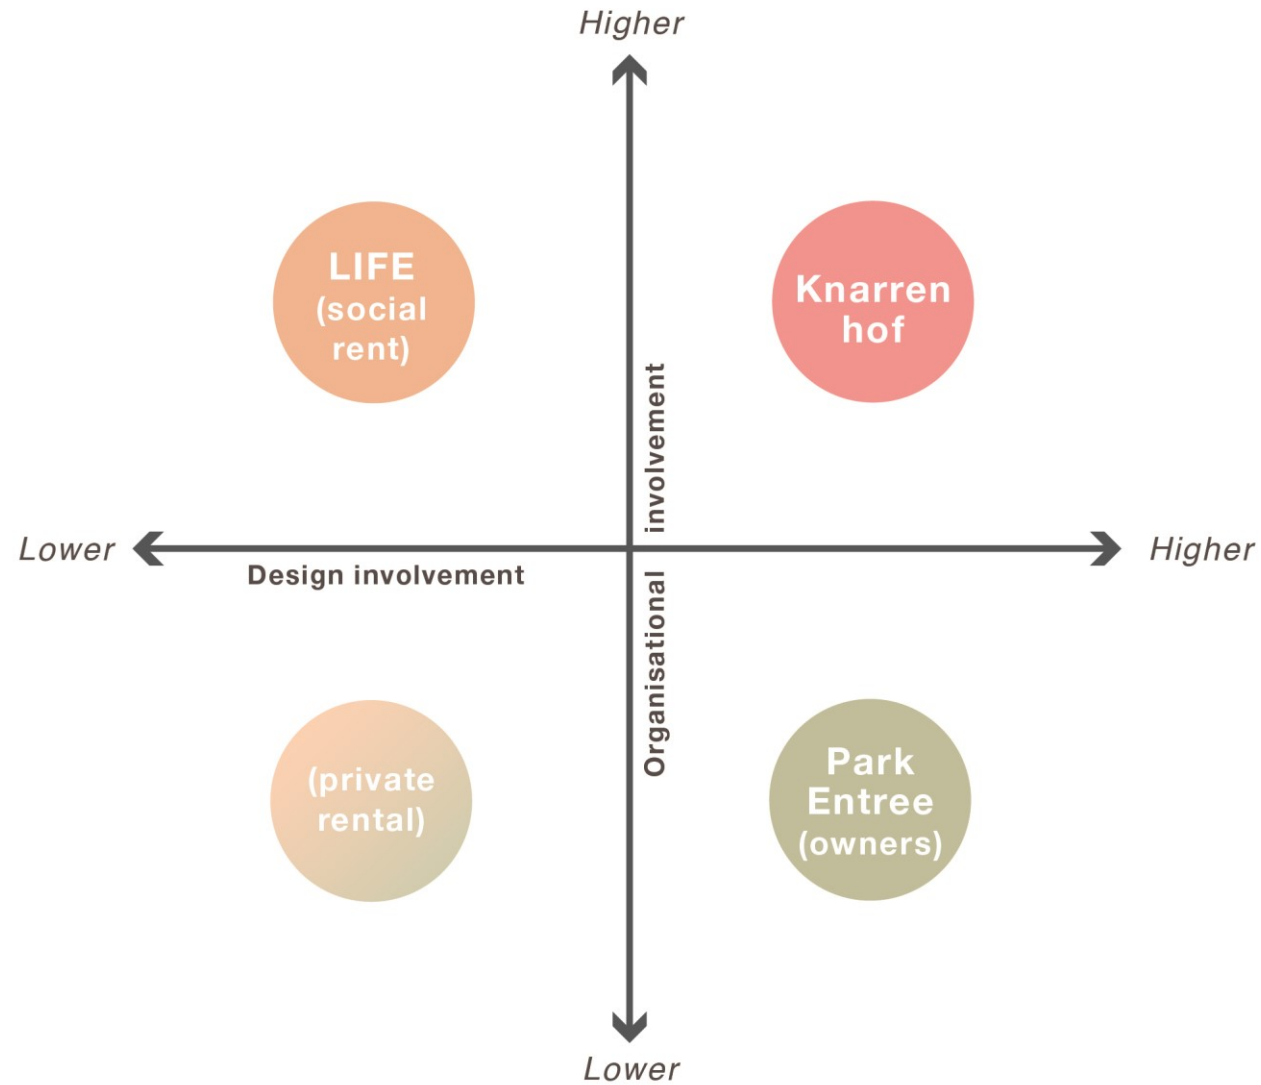 Higher
LIFE
(social
rent)
Knarren
hof
involvement
Lower
Higher
Design involvement
Organisational
(private
rental)
Park
Entree
(owners)
Lower